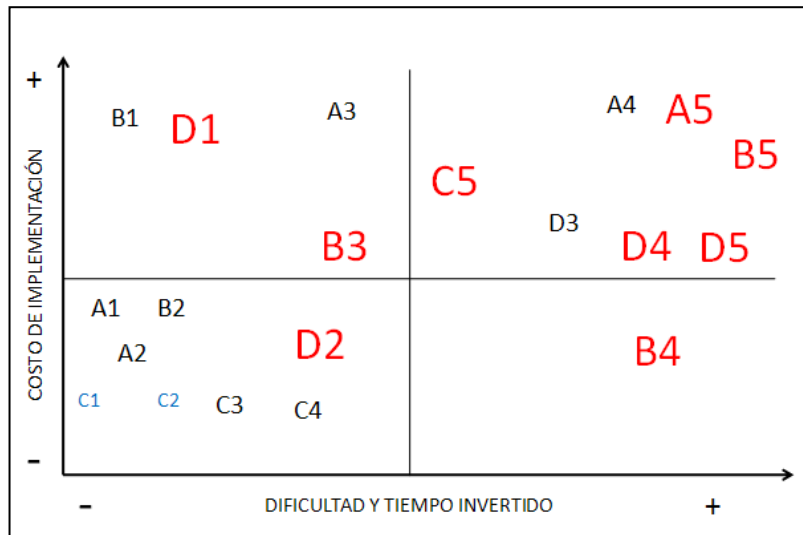 +
B1 D1 A3 A4 A5
B5
C5
D3
B3 D4 D5
COSTO DE IMPLEMENTACIÓN
A1 B2
A2 D2 B4
C1 C2 C3 C4
-
- DIFICULTAD Y TIEMPO INVERTIDO +